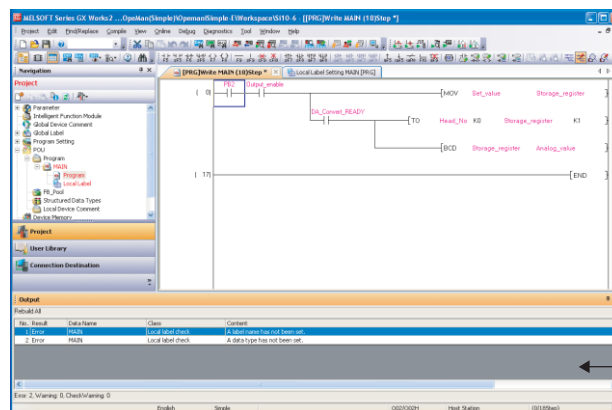 MELSOFT Series GX Works2 ...OpeMan(Simple)\Opemani\Simple-E\Workspace\SI10-6 - [[PRG]Write MAIN (18)Step *]
Project Edit Find/Replace Compile View Online Debug Diagnostics Tool Window Help
Navigation
[PRG]Write MAIN (18)Step *
Local Label Setting MAIN [PRG]
Project
Parameter
Intelligent Function Module
Global Device Comment
Global Label
Program Setting
POU
Program
MAIN
Program
Local Label
FB_Pool
Structured Data Types
Local Device Comment
Device Memory
Project
User Library
Connection Destination
PB2 Output_enable
( 0) [MOV Set_value Storage_register ]
DA_Convert_READY
[TO Head_No K0 Storage_register K1 ]
[BCD Storage_register Analog_value ]
( 17) [END ]
Output
Rebuild All
No. Result Data Name Class Content
1 Error MAIN Local label check A label name has not been set.
2 Error MAIN Local label check A data type has not been set.
Error: 2, Warning: 0, CheckWarning: 0
English Simple Q02/Q02H Host Station (0/18Step)